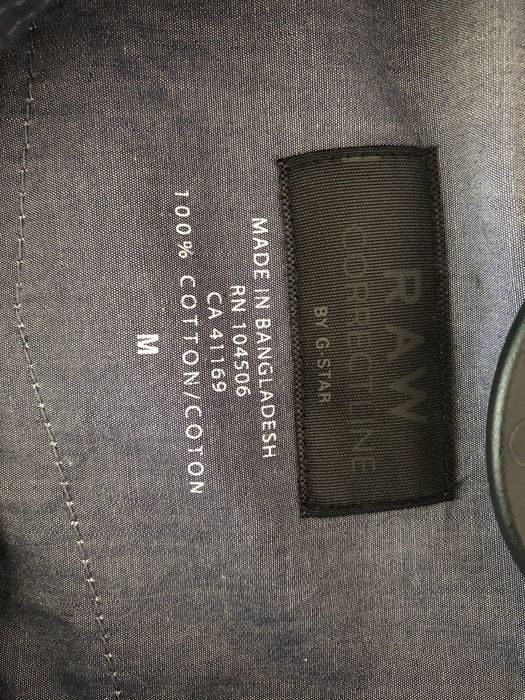 RAW
CORRECT LINE
BY G-STAR
MADE IN BANGLADESH
RN 104506
CA 41169
100% COTTON/COTON
M